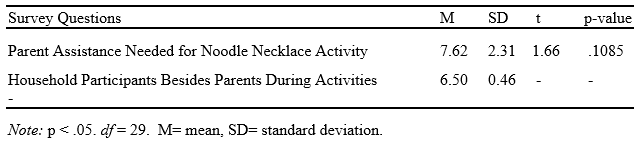 Survey Questions M SD t p-value
Parent Assistance Needed for Noodle Necklace Activity 7.62 2.31 1.66 .1085
Household Participants Besides Parents During Activities 6.50 0.46 - -
-
Note: p < .05. df = 29. M= mean, SD= standard deviation.